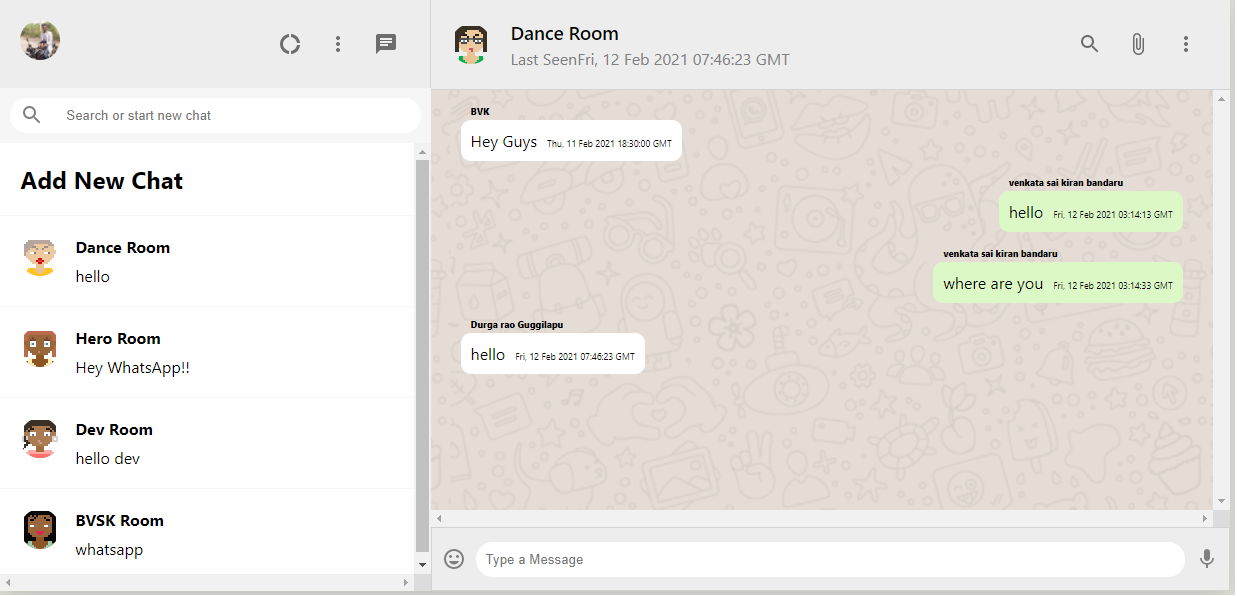 Search or start new chat
Add New Chat
Dance Room
hello
Hero Room
Hey WhatsApp!!
Dev Room
hello dev
BVSK Room
whatsapp
Dance Room
Last SeenFri, 12 Feb 2021 07:46:23 GMT
BVK
Hey Guys Thu, 11 Feb 2021 18:30:00 GMT
venkata sai kiran bandaru
hello Fri, 12 Feb 2021 03:14:13 GMT
venkata sai kiran bandaru
where are you Fri, 12 Feb 2021 03:14:33 GMT
Durga rao Guggilapu
hello Fri, 12 Feb 2021 07:46:23 GMT
Type a Message